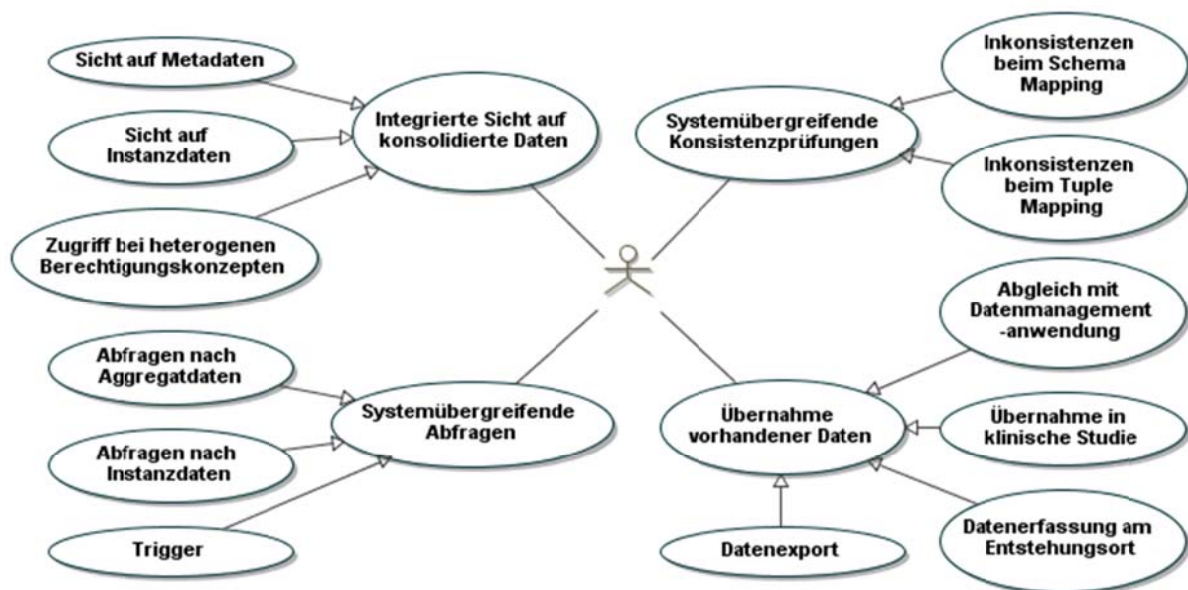 Sicht auf Metadaten
Sicht auf
Instanzdaten
Zugriff bei heterogenen
Berechtigungskonzepten
Integrierte Sicht auf
konsolidierte Daten
Systemübergreifende
Konsistenzprüfungen
Inkonsistenzen
beim Schema
Mapping
Inkonsistenzen
beim Tuple
Mapping
Abfragen nach
Aggregatdaten
Abfragen nach
Instanzdaten
Trigger
Systemübergreifende
Abfragen
Übernahme
vorhandener Daten
Datenexport
Abgleich mit
Datenmanagement
-anwendung
Übernahme in
klinische Studie
Datenerfassung am
Entstehungsort